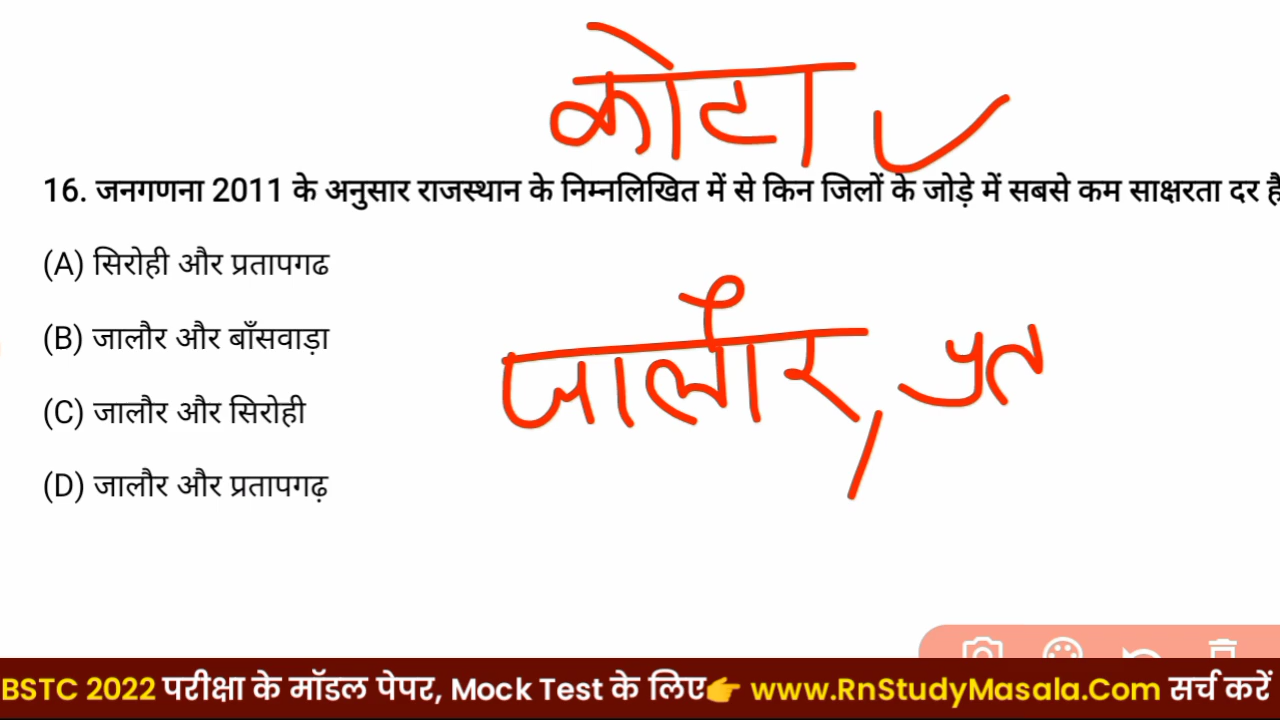 कोटा
16. जनगणना 2011 के अनुसार राजस्थान के निम्नलिखित में से किन जिलों के जोड़े में सबसे कम साक्षरता दर है
(A) सिरोही और प्रतापगढ
(B) जालौर और बाँसवाड़ा
जालौर, प्रत
(C) जालौर और सिरोही
(D) जालौर और प्रतापगढ़
BSTC 2022 परीक्षा के मॉडल पेपर, Mock Test के लिए👉 www.RnStudyMasala.Com सर्च करें